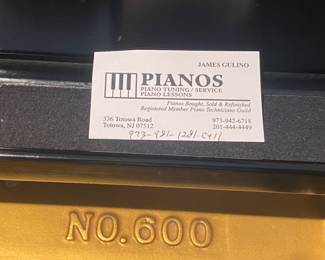 JAMES GULINO
PIANOS
PIANO TUNING / SERVICE
PIANO LESSONS
Pianos Bought, Sold & Refinished
Registered Member Piano Technicians Guild
336 Totowa Road
Totowa, NJ 07512
973-942-6718
201-444-4449
973-981-1281 cell
NO.600